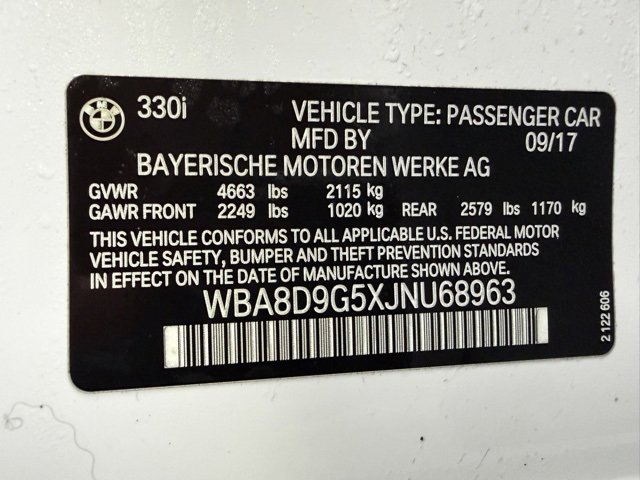 BMW
330i VEHICLE TYPE: PASSENGER CAR
MFD BY 09/17
BAYERISCHE MOTOREN WERKE AG
GVWR 4663 lbs 2115 kg
GAWR FRONT 2249 lbs 1020 kg REAR 2579 lbs 1170 kg
THIS VEHICLE CONFORMS TO ALL APPLICABLE U.S. FEDERAL MOTOR
VEHICLE SAFETY, BUMPER AND THEFT PREVENTION STANDARDS
IN EFFECT ON THE DATE OF MANUFACTURE SHOWN ABOVE.
WBA8D9G5XJNU68963
2 122 606